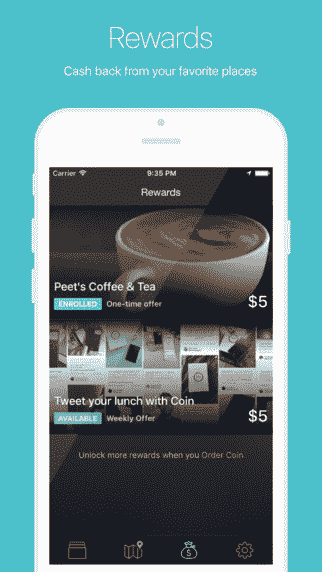 Rewards
Cash back from your favorite places
Carrier 9:35 PM
Rewards
Peet's Coffee & Tea
ENROLLED One-time offer $5
Tweet your lunch with Coin
AVAILABLE Weekly Offer $5
Unlock more rewards when you Order Coin.